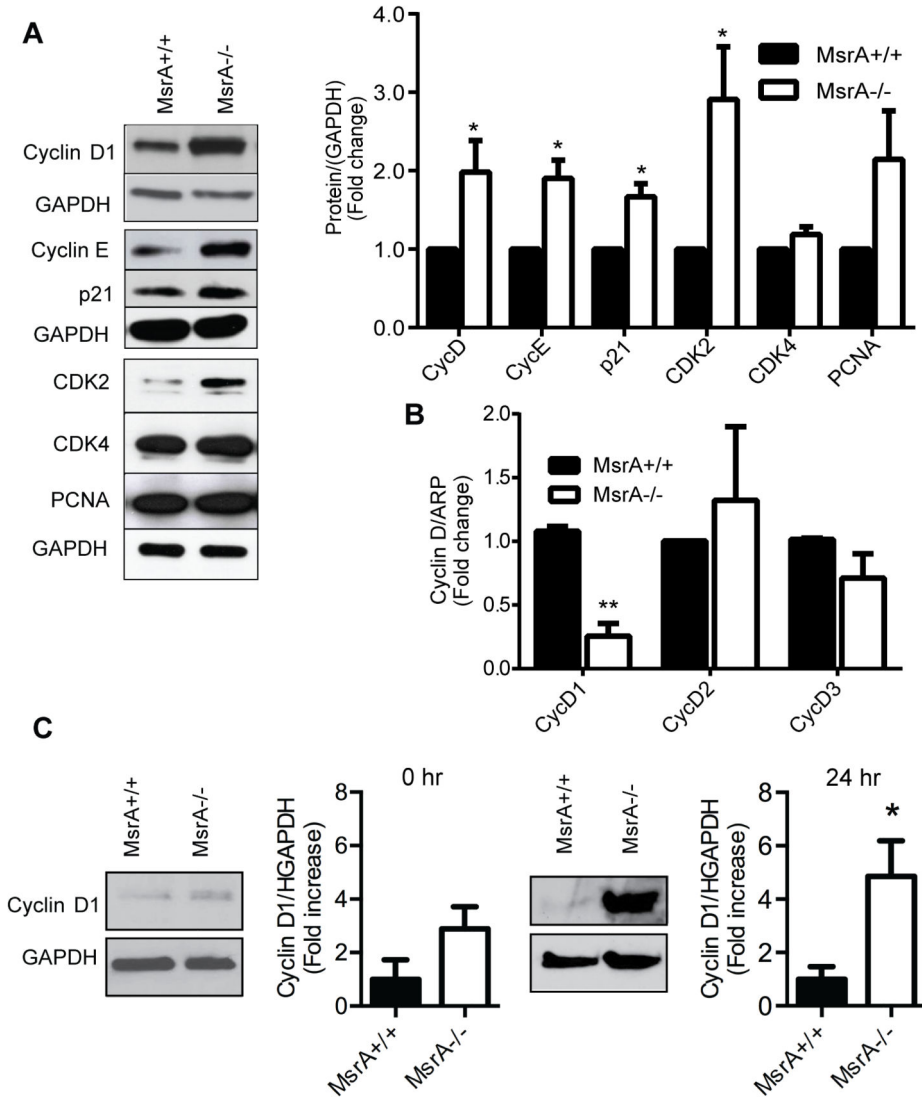 A
MsrA+/+
MsrA-/-
Cyclin D1
GAPDH
Cyclin E
p21
GAPDH
CDK2
CDK4
PCNA
GAPDH
Protein/(GAPDH)
(Fold change)
4.0
3.0
2.0
1.0
0.0
*
*
*
*
MsrA+/+
MsrA-/-
CycD
CycE
p21
CDK2
CDK4
PCNA
B
Cyclin D/ARP
(Fold change)
2.0
1.5
1.0
0.5
0.0
MsrA+/+
MsrA-/-
**
CycD1
CycD2
CycD3
C
MsrA+/+
MsrA-/-
Cyclin D1
GAPDH
0 hr
Cyclin D1/HGAPDH
(Fold increase)
8
6
4
2
0
MsrA+/+
MsrA-/-
MsrA+/+
MsrA-/-
24 hr
Cyclin D1/HGAPDH
(Fold increase)
8
6
4
2
0
*
MsrA+/+
MsrA-/-